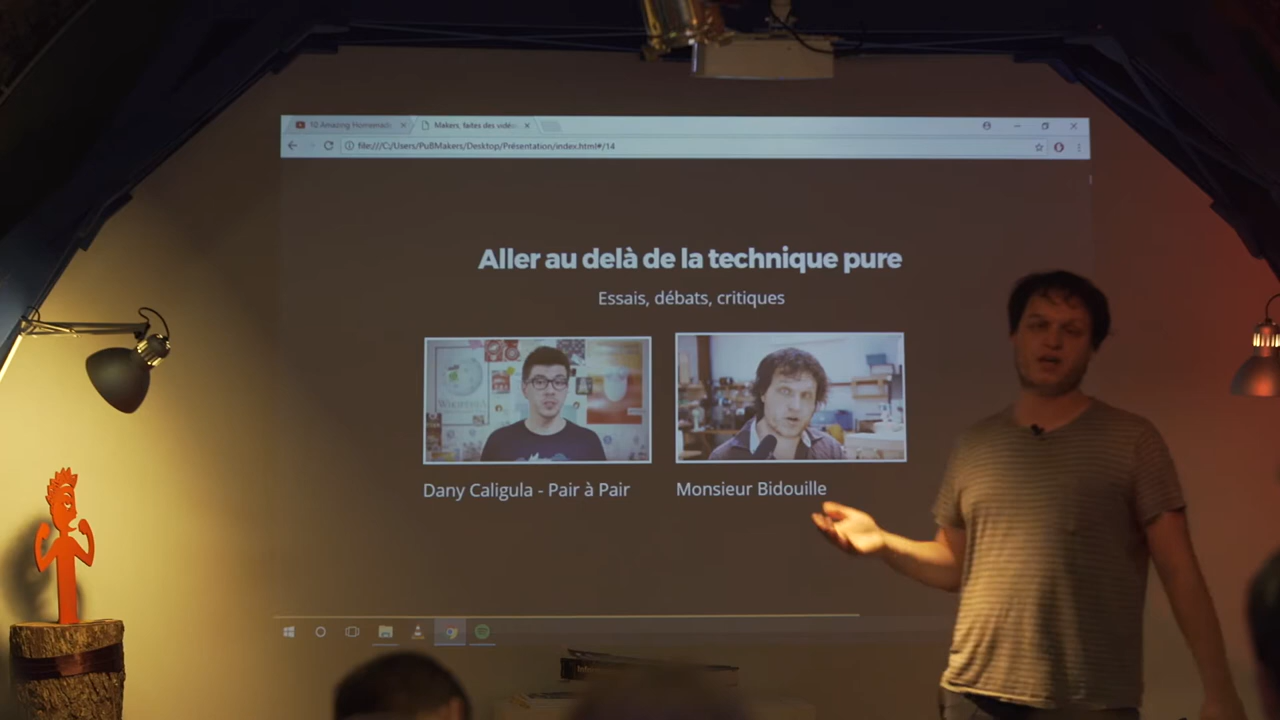 10 Amazing Homemade
Makers, faites des vidéo
file:///C:/Users/PuBMakers/Desktop/Présentation/index.html#/14
Aller au delà de la technique pure
Essais, débats, critiques
WIKIPEDIA
Dany Caligula - Pair à Pair
Monsieur Bidouille